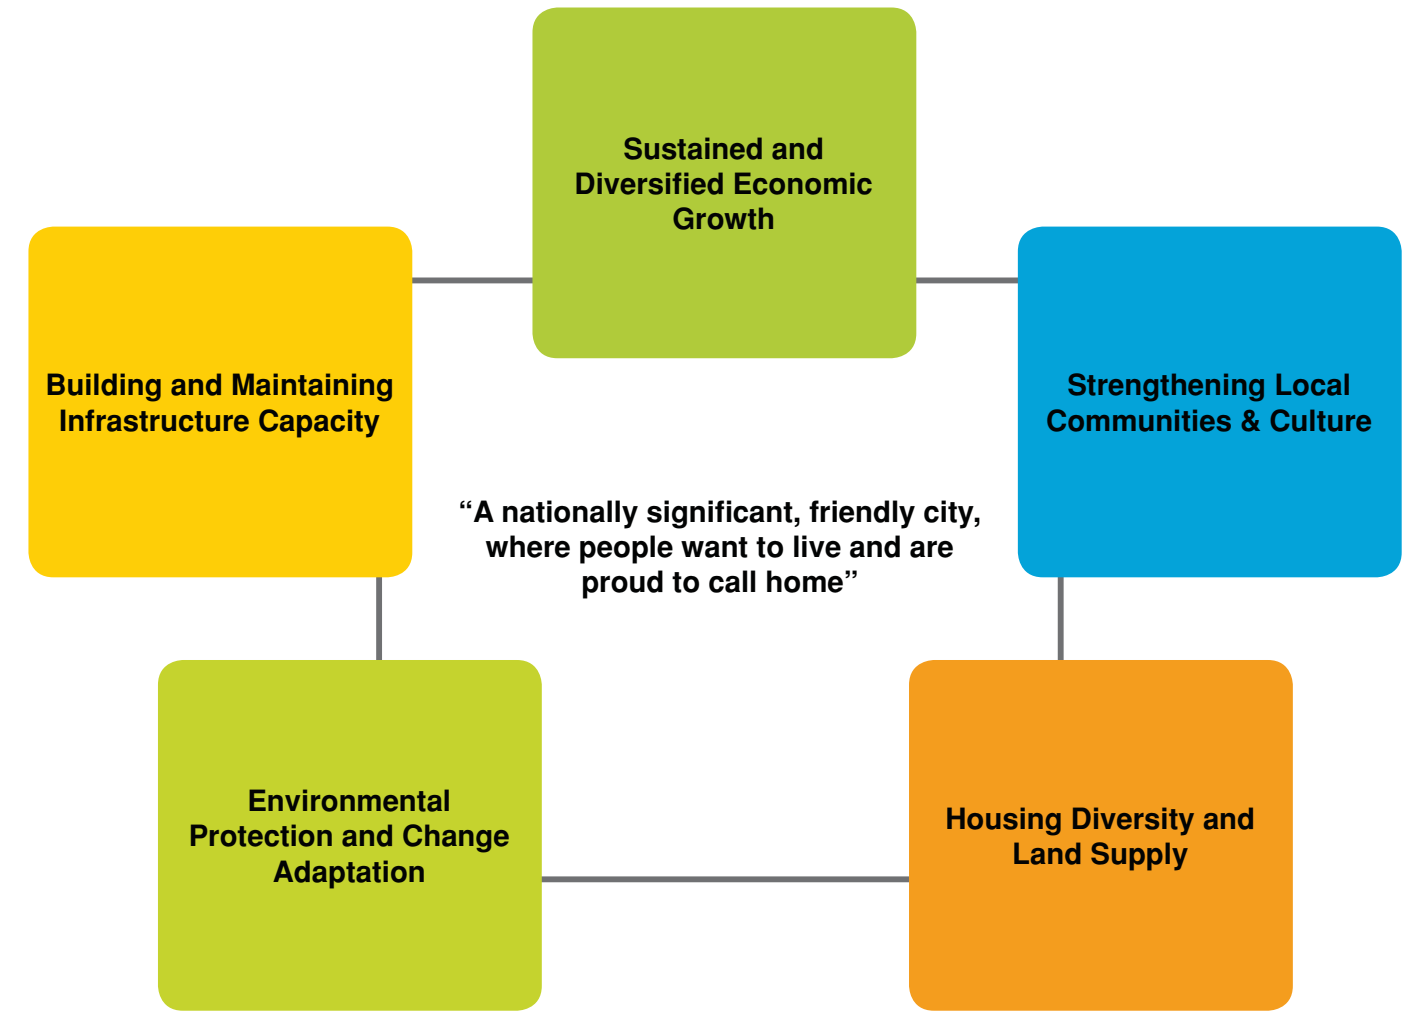 Sustained and
Diversified Economic
Growth
Building and Maintaining
Infrastructure Capacity
Strengthening Local
Communities & Culture
“A nationally significant, friendly city,
where people want to live and are
proud to call home”
Environmental
Protection and Change
Adaptation
Housing Diversity and
Land Supply